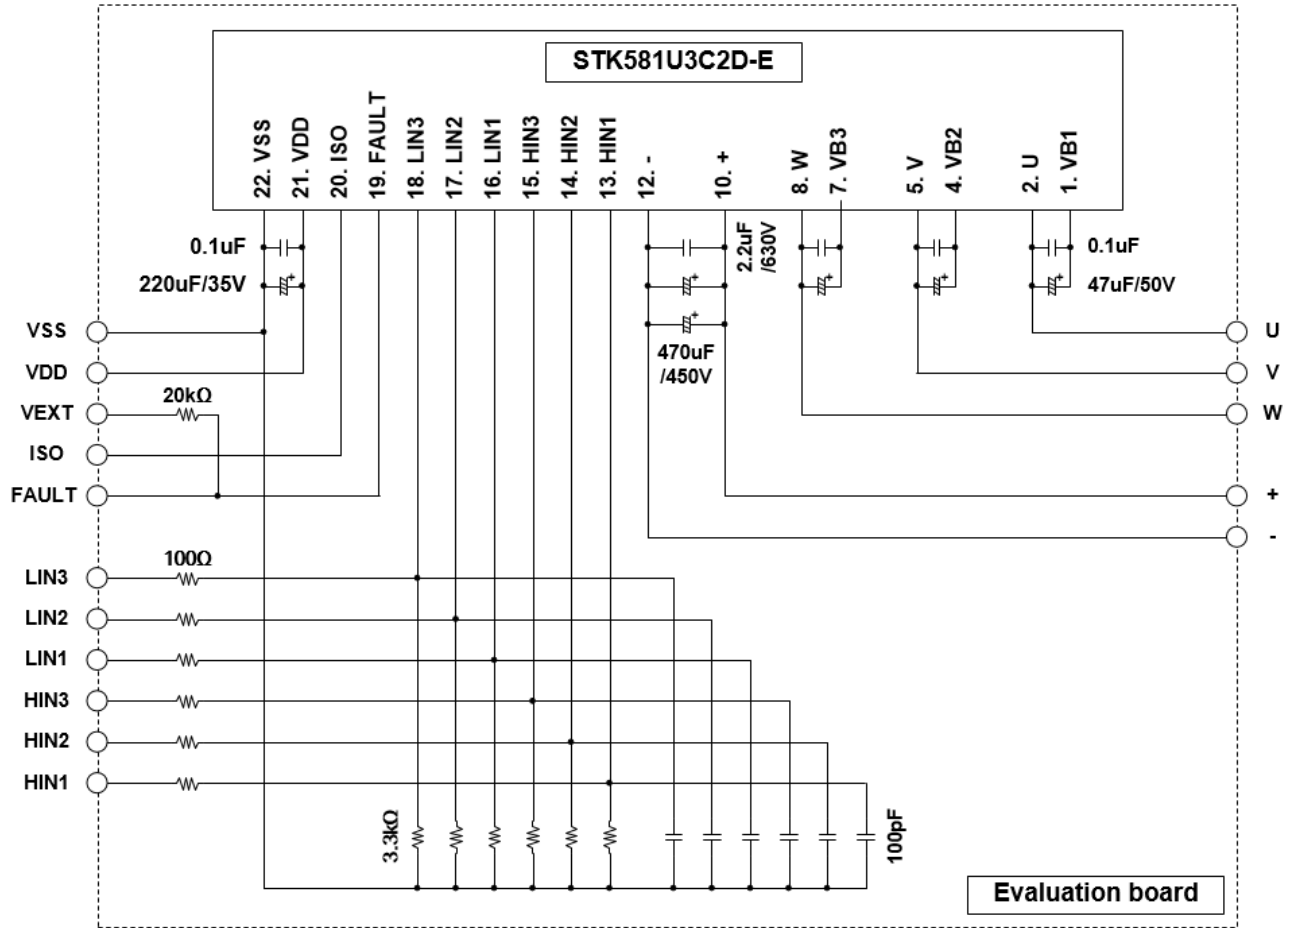 STK581U3C2D-E
22. VSS
21. VDD
20. ISO
19. FAULT
18. LIN3
17. LIN2
16. LIN1
15. HIN3
14. HIN2
13. HIN1
12. -
10. +
8. W
7. VB3
5. V
4. VB2
2. U
1. VB1
0.1uF
220uF/35V
2.2uF
/630V
0.1uF
47uF/50V
470uF
/450V
VSS
VDD
VEXT
20kΩ
ISO
FAULT
U
V
W
+
-
LIN3
100Ω
LIN2
LIN1
HIN3
HIN2
HIN1
3.3kΩ
100pF
Evaluation board